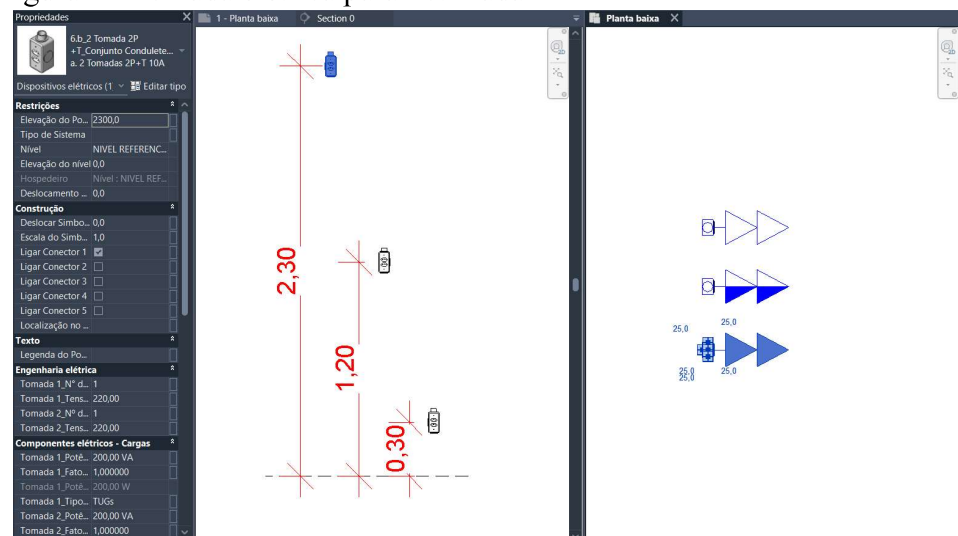 Propriedades
6.b_2 Tomada 2P
+T_Conjunto Condulete...
a. 2 Tomadas 2P+T 10A
Dispositivos elétricos (1
Editar tipo
Restrições
Elevação do Po... 2300,0
Tipo de Sistema
Nível NIVEL REFERENC...
Elevação do nível 0,0
Hospedeiro Nível : NIVEL REF...
Deslocamento ... 0,0
Construção
Deslocar Simbo... 0,0
Escala do Simb... 1,0
Ligar Conector 1
Ligar Conector 2
Ligar Conector 3
Ligar Conector 4
Ligar Conector 5
Localização no ...
Texto
Legenda do Po...
Engenharia elétrica
Tomada 1_N° d... 1
Tomada 1_Tens... 220,00
Tomada 2_Nº d... 1
Tomada 2_Tens... 220,00
Componentes elétricos - Cargas
Tomada 1_Potê... 200,00 VA
Tomada 1_Fato... 1,000000
Tomada 1_Potê... 200,00 W
Tomada 1_Tipo... TUGs
Tomada 2_Potê... 200,00 VA
Tomada 2_Fato... 1,000000
1 - Planta baixa
Section 0
2,30
1,20
0,30
Planta baixa
2D
25,0
25,0
25,0
25,0
25,0